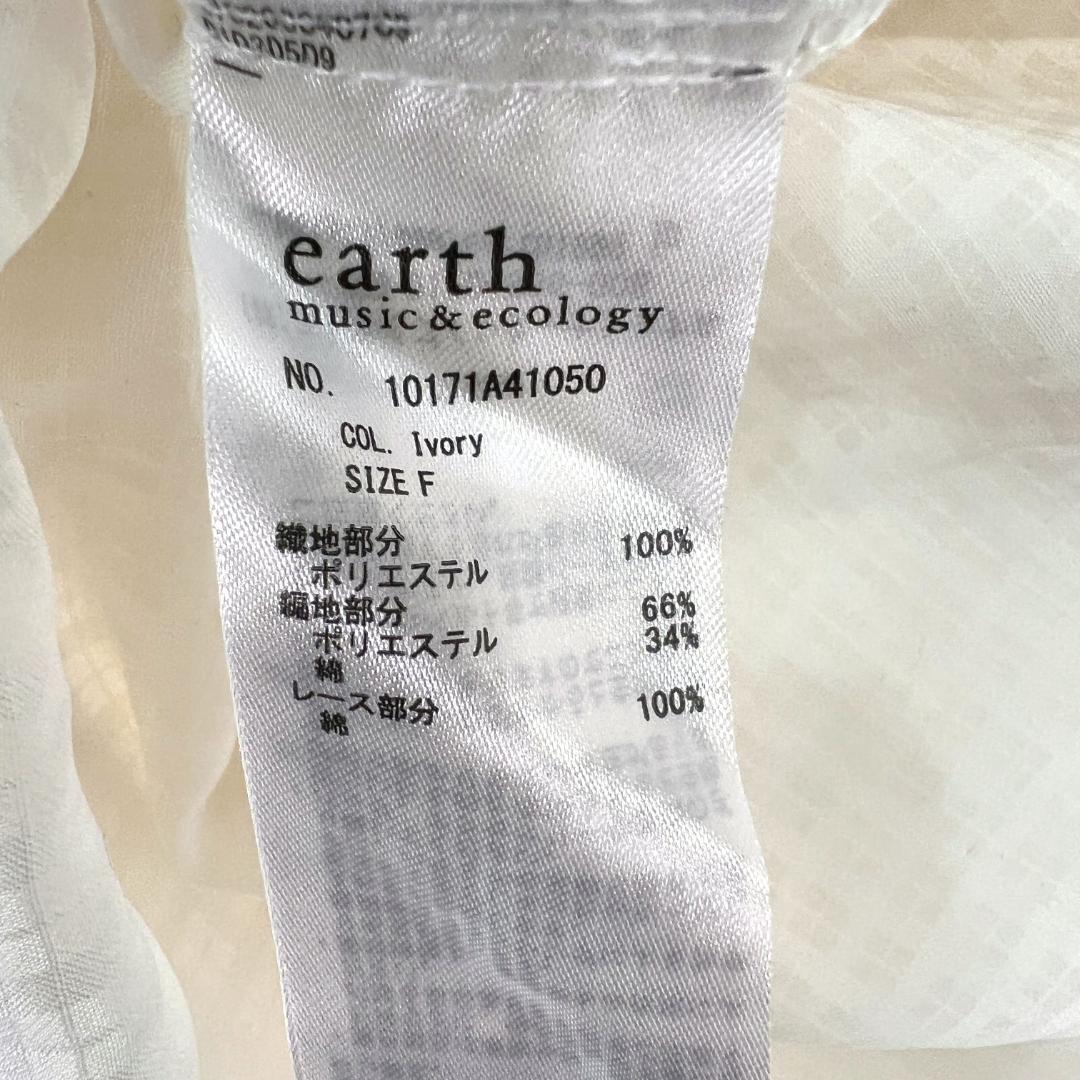 earth
music & ecology
NO. 10171A41050
COL. Ivory
SIZE F
織地部分 100%
ポリエステル
編地部分 66%
ポリエステル 34%
綿
レース部分 100%
綿